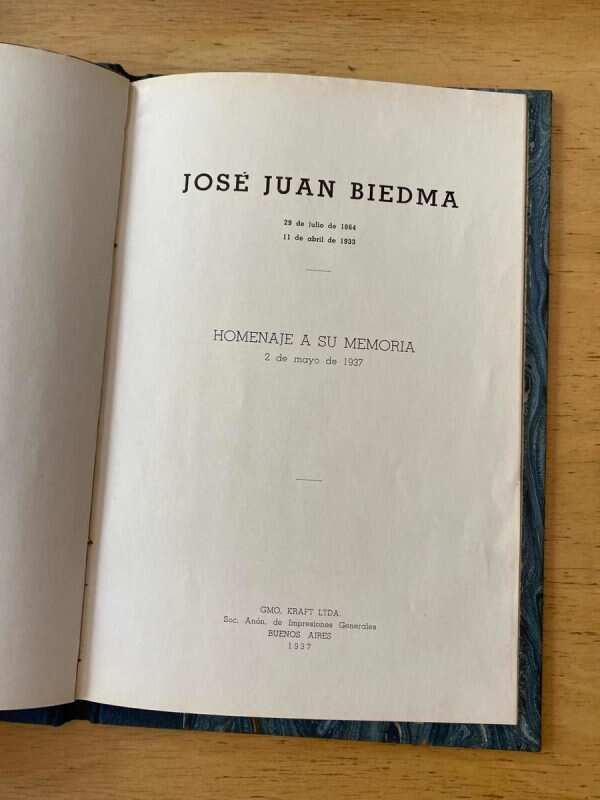 JOSÉ JUAN BIEDMA
29 de julio de 1864
11 de abril de 1933
HOMENAJE A SU MEMORIA
2 de mayo de 1937
GMO. KRAFT LTDA.
Soc. Anón. de Impresiones Generales
BUENOS AIRES
1937